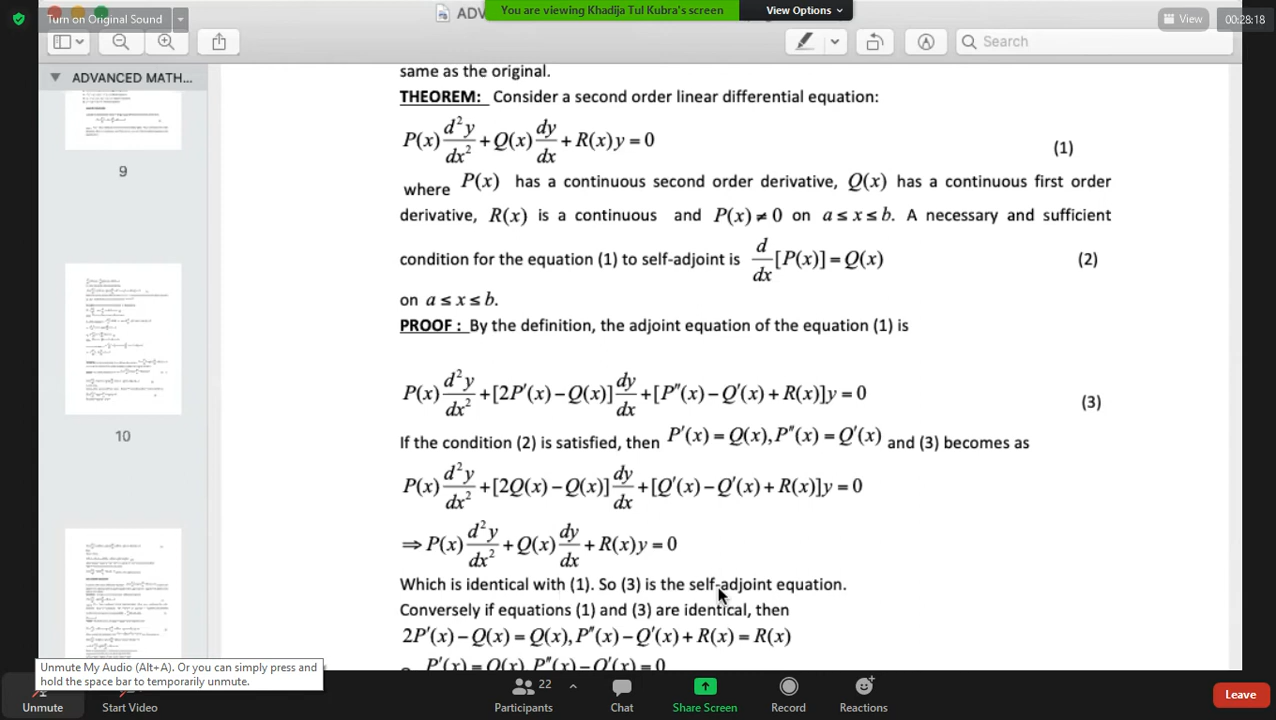 Turn on Original Sound
ADV
You are viewing Khadija Tul Kubra's screen
View Options
View
00:28:18
Search
ADVANCED MATH...
9
10
same as the original.
THEOREM: Consider a second order linear differential equation:
P(x) d²y/dx² + Q(x) dy/dx + R(x)y = 0 (1)
where P(x) has a continuous second order derivative, Q(x) has a continuous first order
derivative, R(x) is a continuous and P(x) ≠ 0 on a ≤ x ≤ b. A necessary and sufficient
condition for the equation (1) to self-adjoint is d/dx [P(x)] = Q(x) (2)
on a ≤ x ≤ b.
PROOF : By the definition, the adjoint equation of the equation (1) is
P(x) d²y/dx² + [2P′(x) − Q(x)] dy/dx + [P″(x) − Q′(x) + R(x)]y = 0 (3)
If the condition (2) is satisfied, then P′(x) = Q(x), P″(x) = Q′(x) and (3) becomes as
P(x) d²y/dx² + [2Q(x) − Q(x)] dy/dx + [Q′(x) − Q′(x) + R(x)]y = 0
⇒ P(x) d²y/dx² + Q(x) dy/dx + R(x)y = 0
Which is identical with (1). So (3) is the self-adjoint equation.
Conversely if equations (1) and (3) are identical, then
2P′(x) − Q(x) = Q(x), P″(x) − Q′(x) + R(x) = R(x)
P′(x) = Q(x), P″(x) − Q′(x) = 0
Unmute My Audio (Alt+A). Or you can simply press and
hold the space bar to temporarily unmute.
Unmute
Start Video
22
Participants
Chat
Share Screen
Record
Reactions
Leave